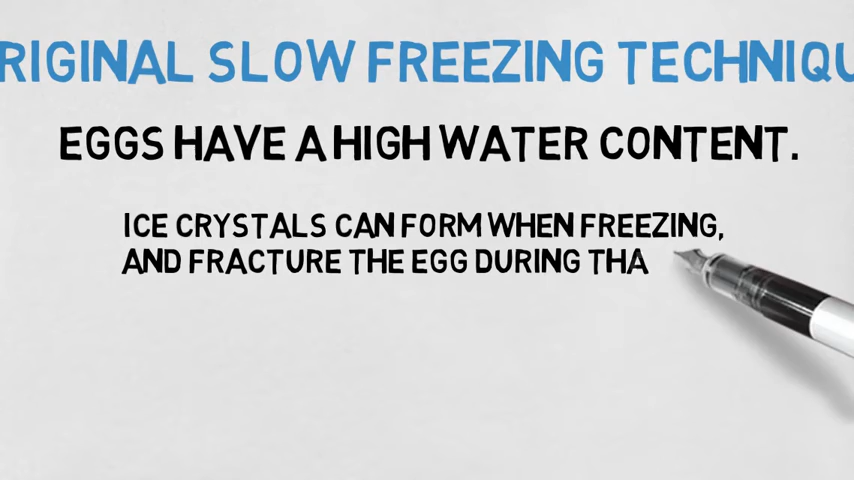 RIGINAL SLOW FREEZING TECHNIQU
EGGS HAVE A HIGH WATER CONTENT.
ICE CRYSTALS CAN FORM WHEN FREEZING,
AND FRACTURE THE EGG DURING THA